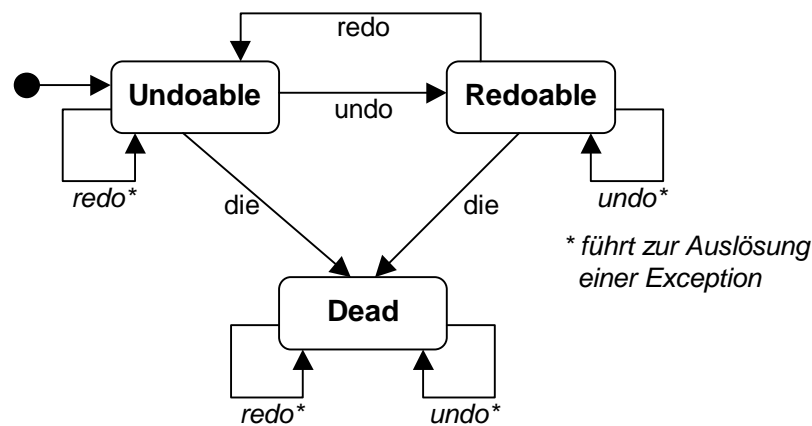 redo
Undoable
Redoable
undo
redo*
undo*
die
die
* führt zur Auslösung
einer Exception
Dead
redo*
undo*